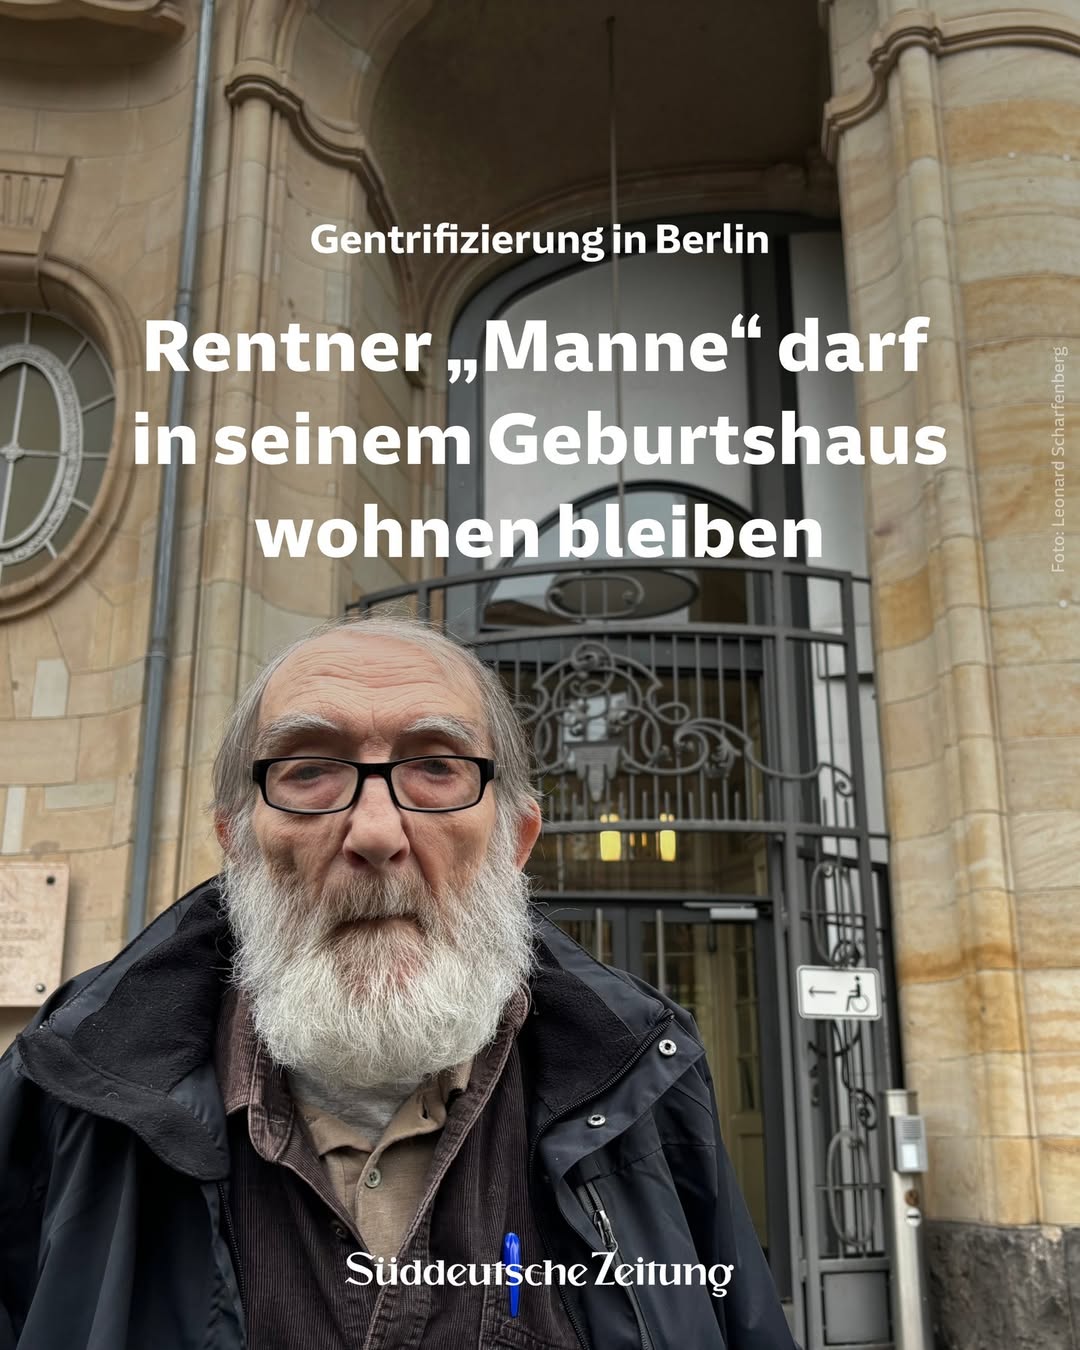 Gentrifizierung in Berlin
Rentner „Manne“ darf
in seinem Geburtshaus
wohnen bleiben
Foto: Leonard Scharfenberg
Süddeutsche Zeitung